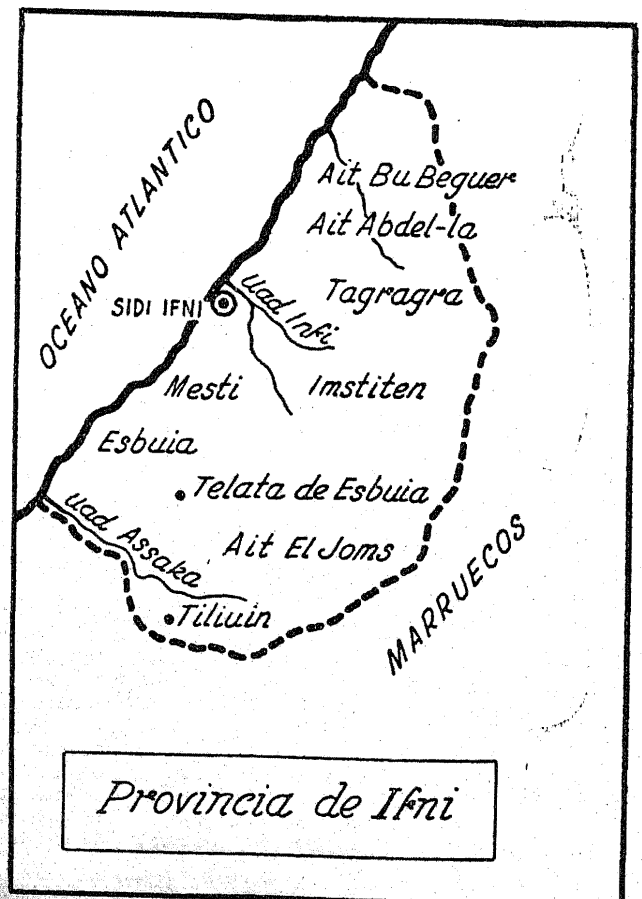 OCEANO ATLANTICO
Ait Bu Beguer
Ait Abdel-la
Tagragra
Uad Infi
SIDI IFNI
Mesti
Imstiten
Esbuia
Telata de Esbuia
Uad Assaka
Ait El Joms
Tiliuin
MARRUECOS
Provincia de Ifni